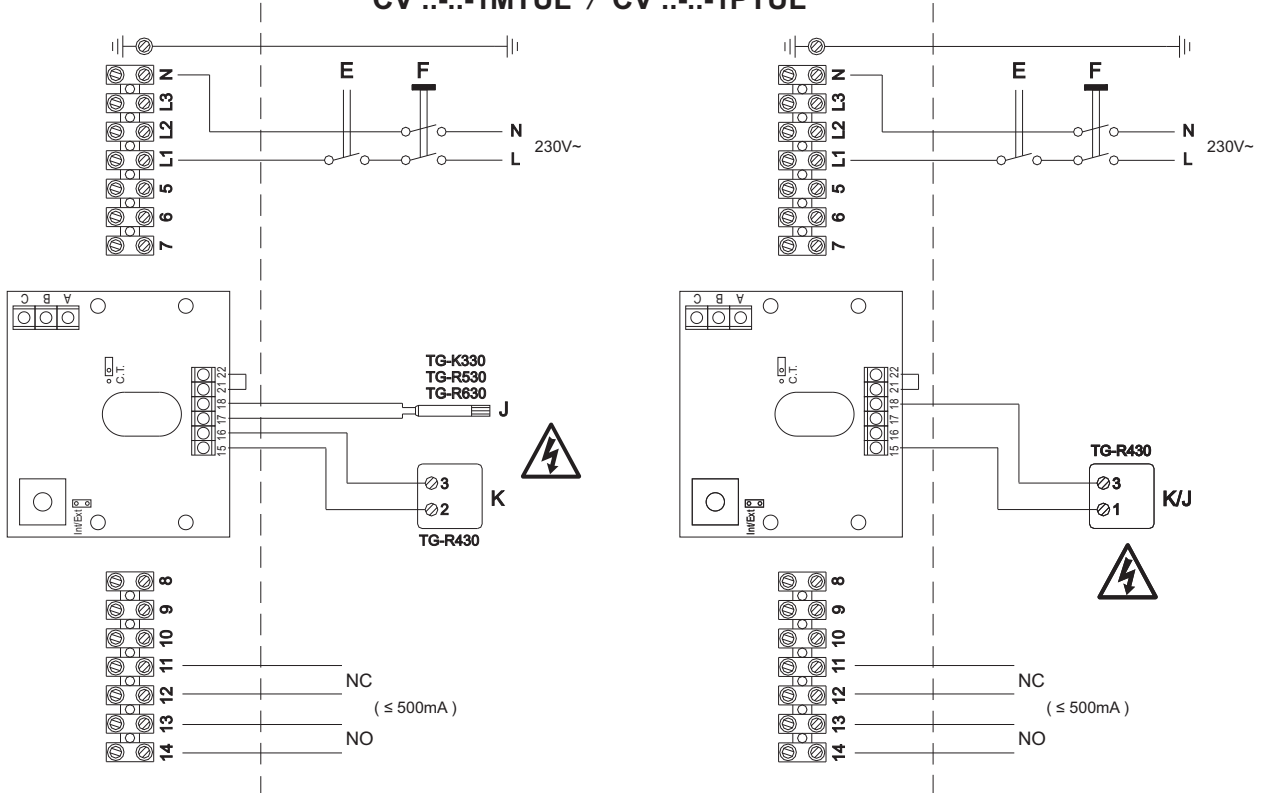 CV ..-..-1MTUE / CV ..-..-1PTUE
E F
N
L3
L2
L1
5
6
7
N
L
230V~
C B A
C.T.
22
21
18
17
16
15
Int/Ext
TG-K330
TG-R530
TG-R630
J
3
2
K
TG-R430
8
9
10
11
12
13
14
NC
( ≤ 500mA )
NO
E F
N
L3
L2
L1
5
6
7
N
L
230V~
C B A
C.T.
22
21
18
17
16
15
Int/Ext
TG-R430
3
1
K/J
8
9
10
11
12
13
14
NC
( ≤ 500mA )
NO